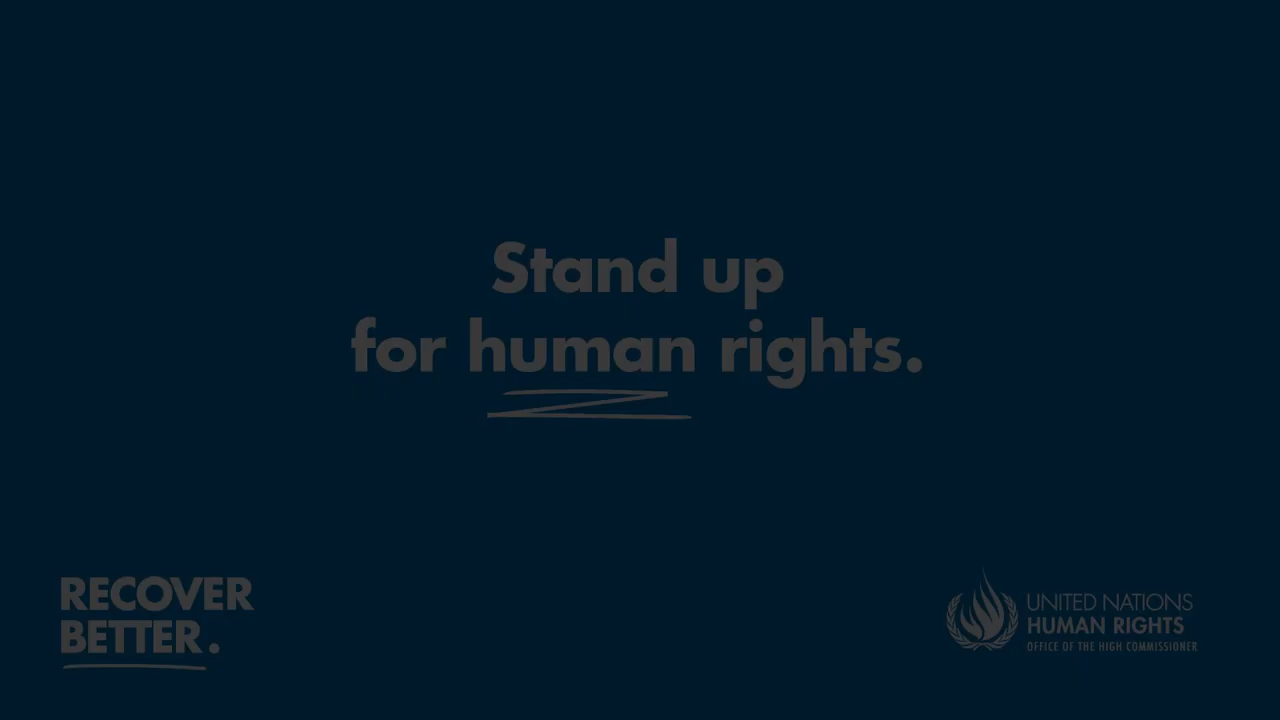 Stand up
for human rights.
RECOVER
BETTER.
UNITED NATIONS
HUMAN RIGHTS
OFFICE OF THE HIGH COMMISSIONER